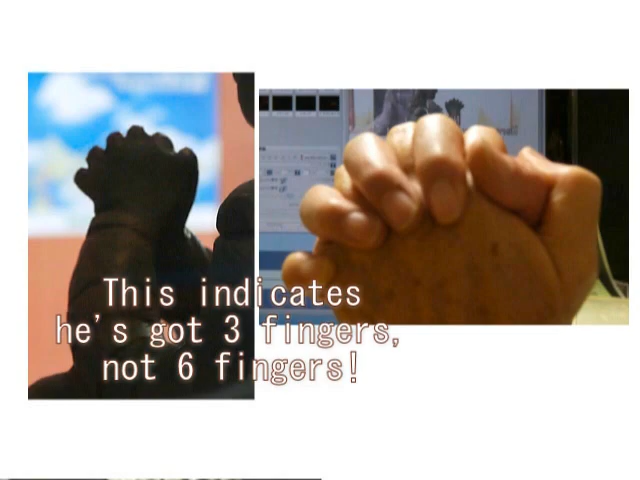 This indicates
he's got 3 fingers,
not 6 fingers!